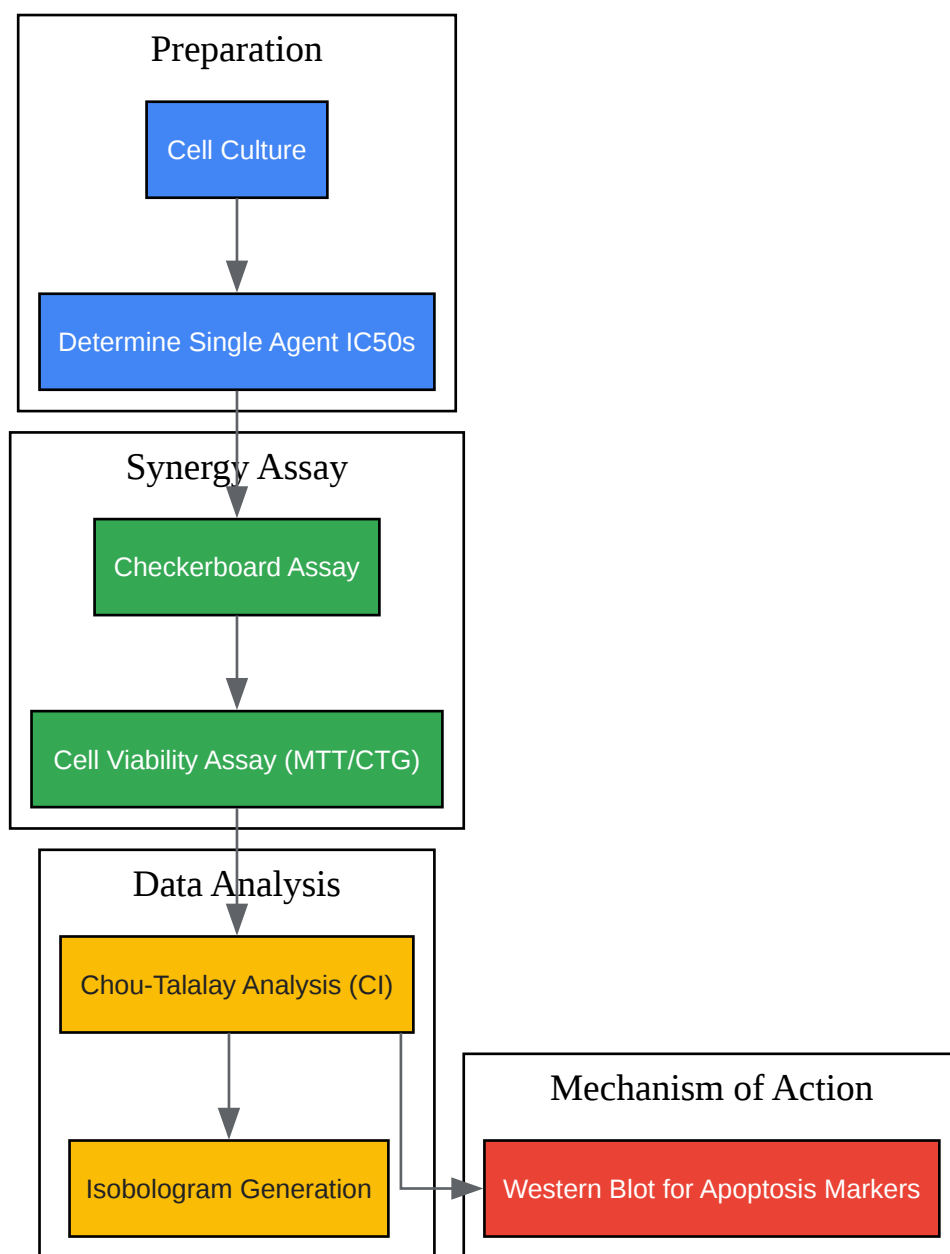 Preparation
Cell Culture
Determine Single Agent IC50s
Synergy Assay
Checkerboard Assay
Cell Viability Assay (MTT/CTG)
Data Analysis
Chou-Talalay Analysis (CI)
Isobologram Generation
Mechanism of Action
Western Blot for Apoptosis Markers